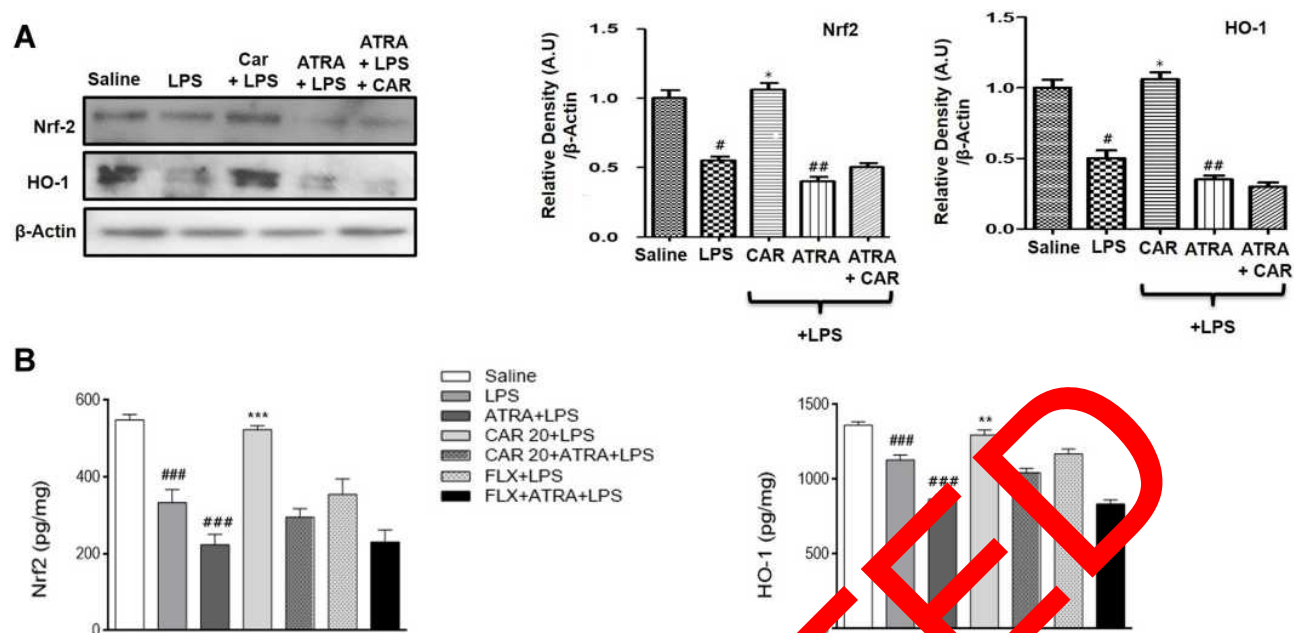 A
Saline
LPS
Car
+ LPS
ATRA
+ LPS
ATRA
+ LPS
+ CAR
Nrf-2
HO-1
β-Actin
Nrf2
Relative Density (A.U)
/β-Actin
1.5
1.0
0.5
0.0
#
*
##
Saline
LPS
CAR
ATRA
ATRA
+ CAR
+LPS
HO-1
Relative Density (A.U)
/β-Actin
1.5
1.0
0.5
0.0
#
*
##
Saline
LPS
CAR
ATRA
ATRA
+ CAR
+LPS
B
Nrf2 (pg/mg)
600
400
200
0
###
###
***
Saline
LPS
ATRA+LPS
CAR 20+LPS
CAR 20+ATRA+LPS
FLX+LPS
FLX+ATRA+LPS
HO-1 (pg/mg)
1500
1000
500
###
###
**